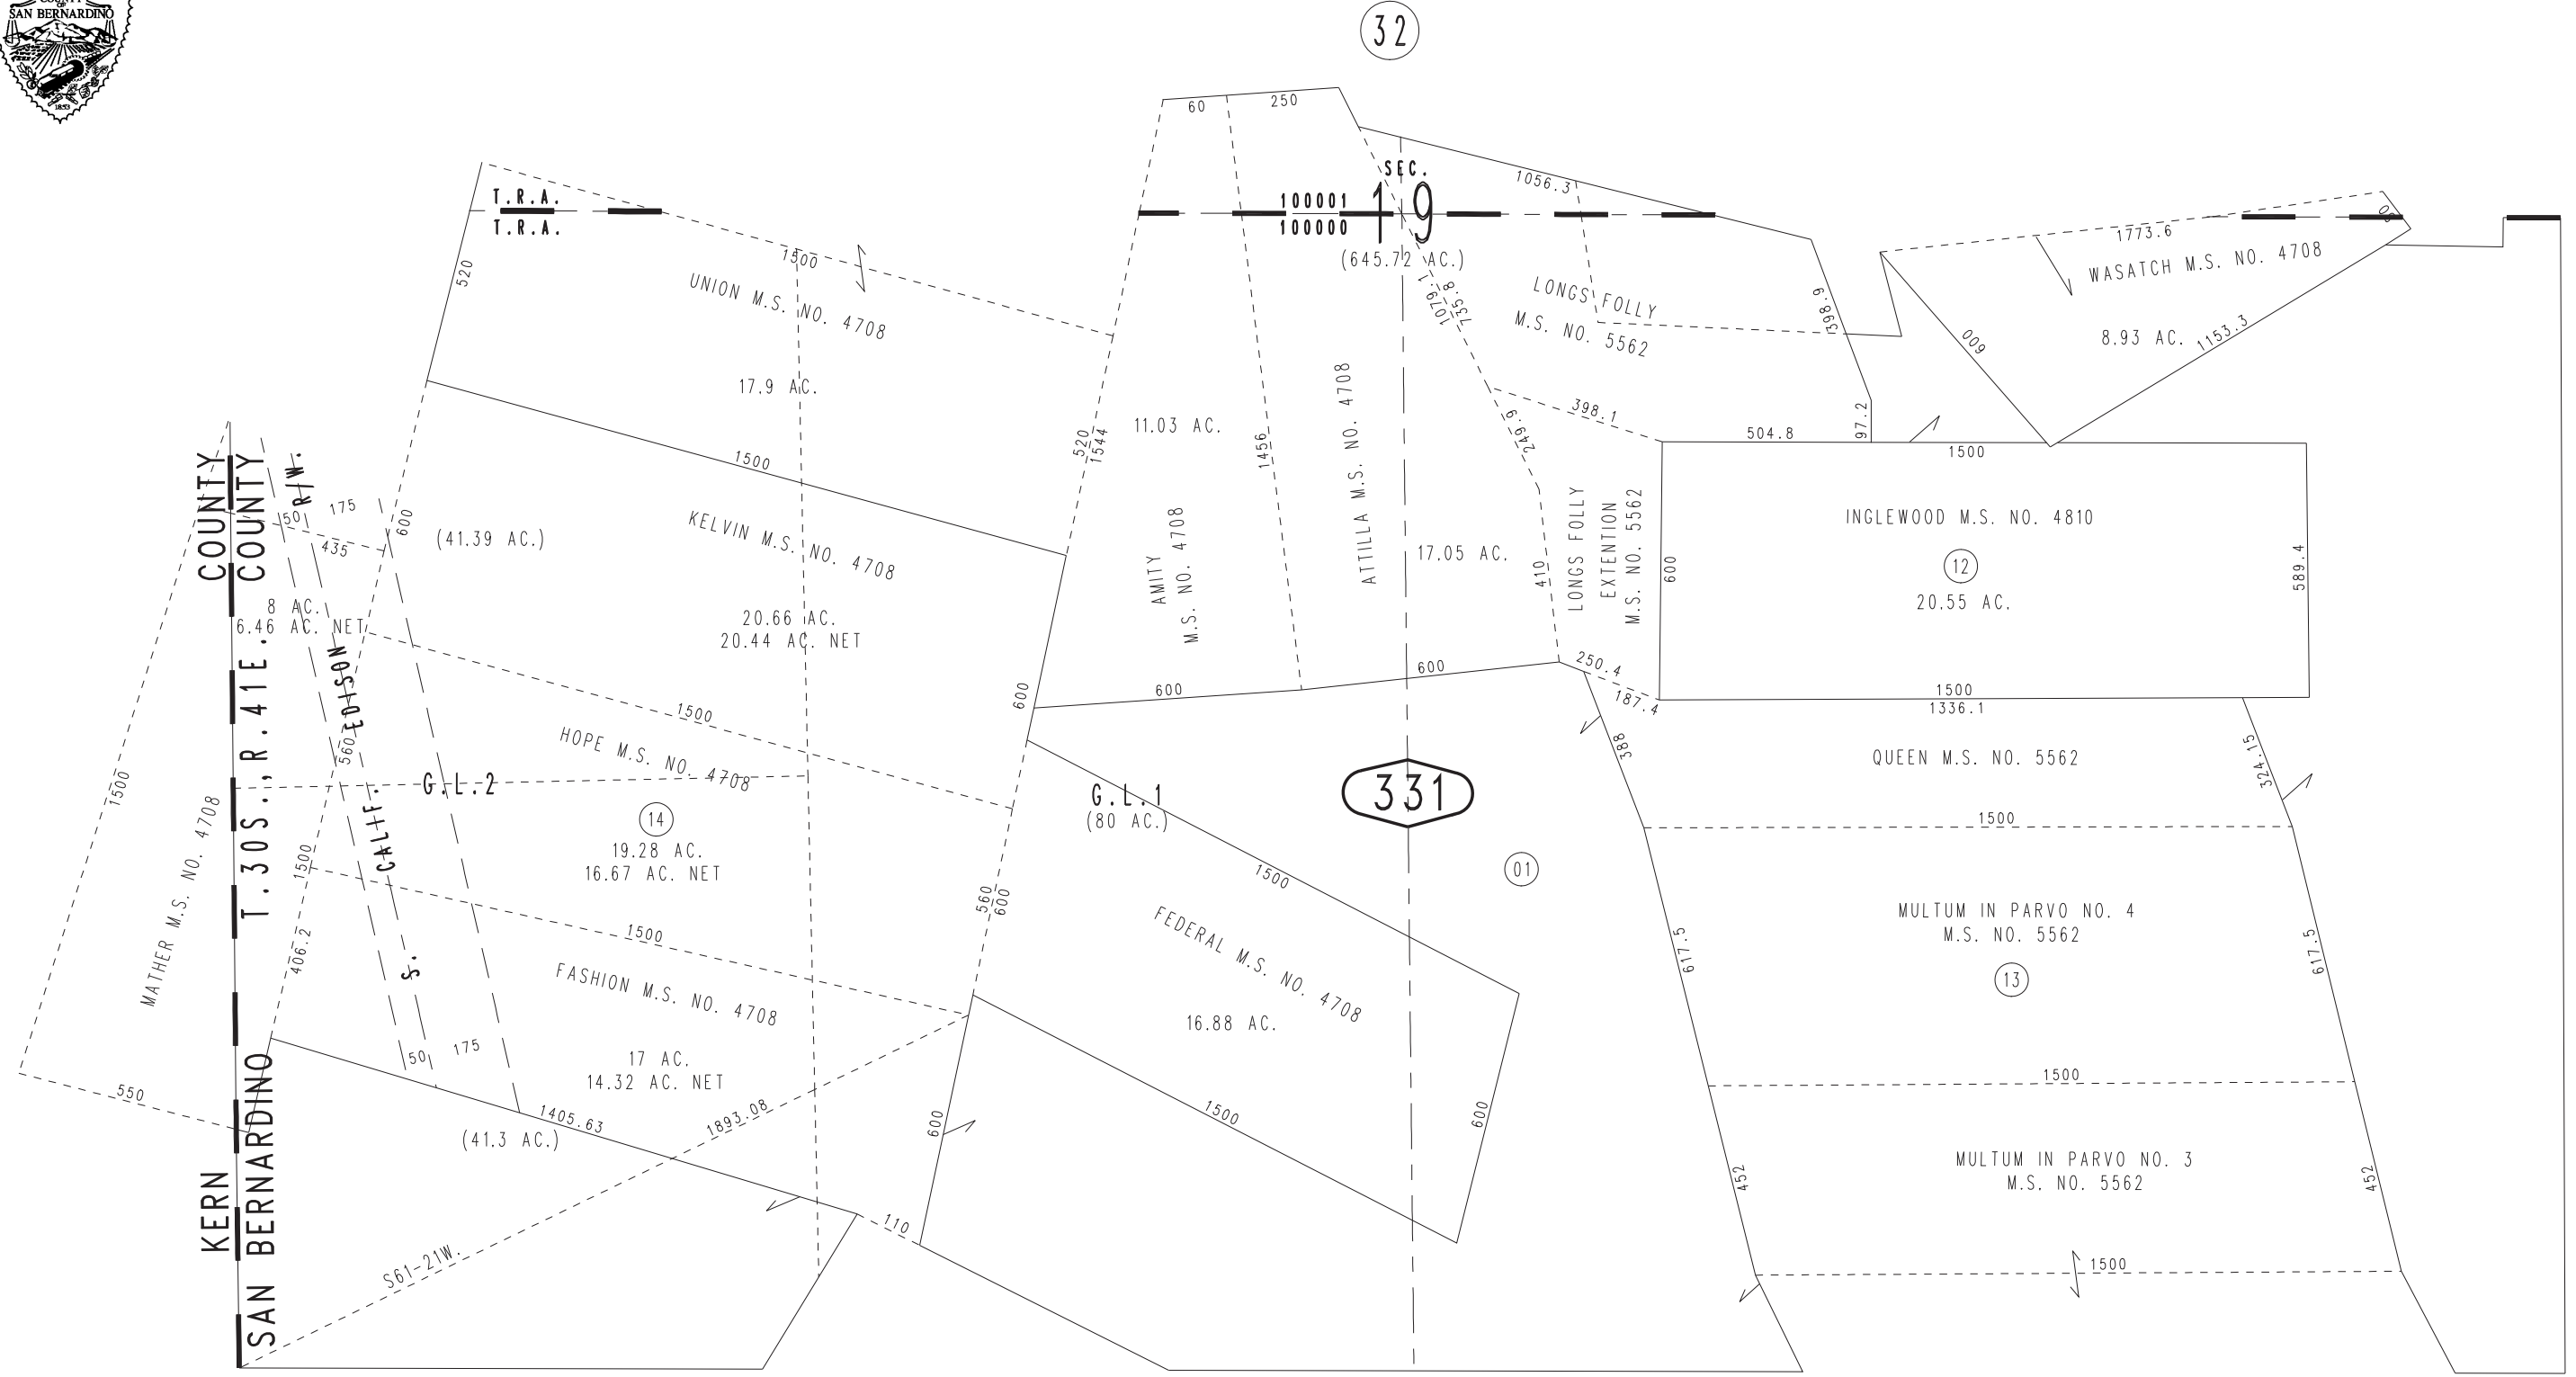 COUNTY
OF
SAN BERNARDINO
1853
32
60
250
SEC.
19
1056.3
T.R.A.
T.R.A.
100001
100000
(645.72 AC.)
1500
520
UNION M.S. NO. 4708
17.9 AC.
1079.1
735.8
LONGS FOLLY
M.S. NO. 5562
398.9
1773.6
WASATCH M.S. NO. 4708
8.93 AC.
600
1153.3
COUNTY
COUNTY
R/W.
50
175
435
600
(41.39 AC.)
1500
KELVIN M.S. NO. 4708
20.66 AC.
20.44 AC. NET
520
1544
11.03 AC.
1456
ATTILLA M.S. NO. 4708
AMITY
M.S. NO. 4708
17.05 AC.
398.1
249.9
410
504.8
97.2
1500
LONGS FOLLY
EXTENTION
M.S. NO. 5562
600
INGLEWOOD M.S. NO. 4810
12
20.55 AC.
589.4
8 AC.
6.46 AC. NET
EDISON
560
T.30S.,R.41E.
1500
HOPE M.S. NO. 4708
600
600
600
250.4
187.4
1500
1336.1
388
QUEEN M.S. NO. 5562
324.15
1500
MATHER M.S. NO. 4708
G.L.2
CALIF.
14
19.28 AC.
16.67 AC. NET
G.L.1
(80 AC.)
331
1500
1500
406.2
560
600
1500
01
1500
FASHION M.S. NO. 4708
S.
FEDERAL M.S. NO. 4708
16.88 AC.
617.5
MULTUM IN PARVO NO. 4
M.S. NO. 5562
13
617.5
50
175
17 AC.
14.32 AC. NET
550
1405.63
(41.3 AC.)
1893.08
600
1500
600
1500
452
MULTUM IN PARVO NO. 3
M.S. NO. 5562
452
KERN
SAN BERNARDINO
S61-21W.
110
1500